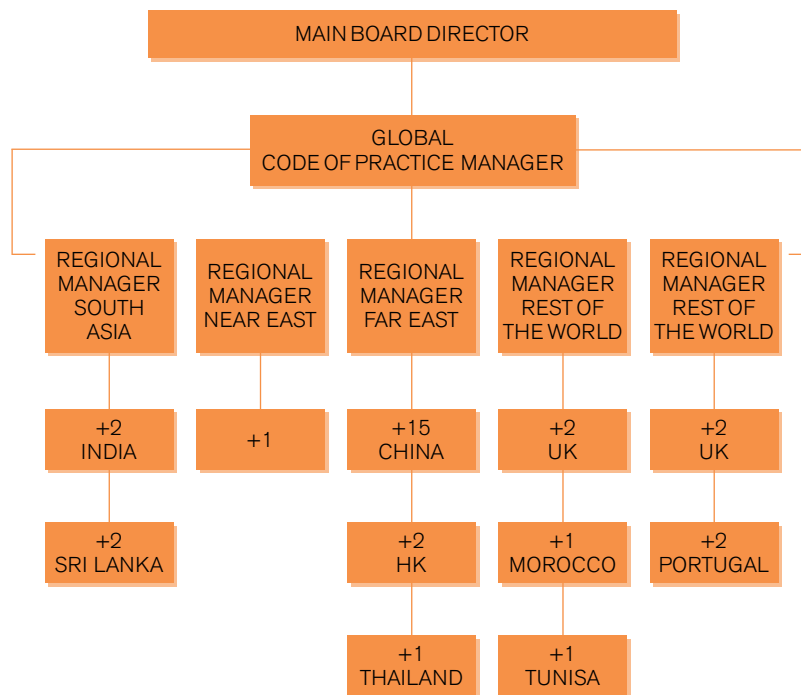 MAIN BOARD DIRECTOR
GLOBAL
CODE OF PRACTICE MANAGER
REGIONAL
MANAGER
SOUTH
ASIA
REGIONAL
MANAGER
NEAR EAST
REGIONAL
MANAGER
FAR EAST
REGIONAL
MANAGER
REST OF
THE WORLD
REGIONAL
MANAGER
REST OF
THE WORLD
+2
INDIA
+1
+15
CHINA
+2
UK
+2
UK
+2
SRI LANKA
+2
HK
+1
MOROCCO
+2
PORTUGAL
+1
THAILAND
+1
TUNISA